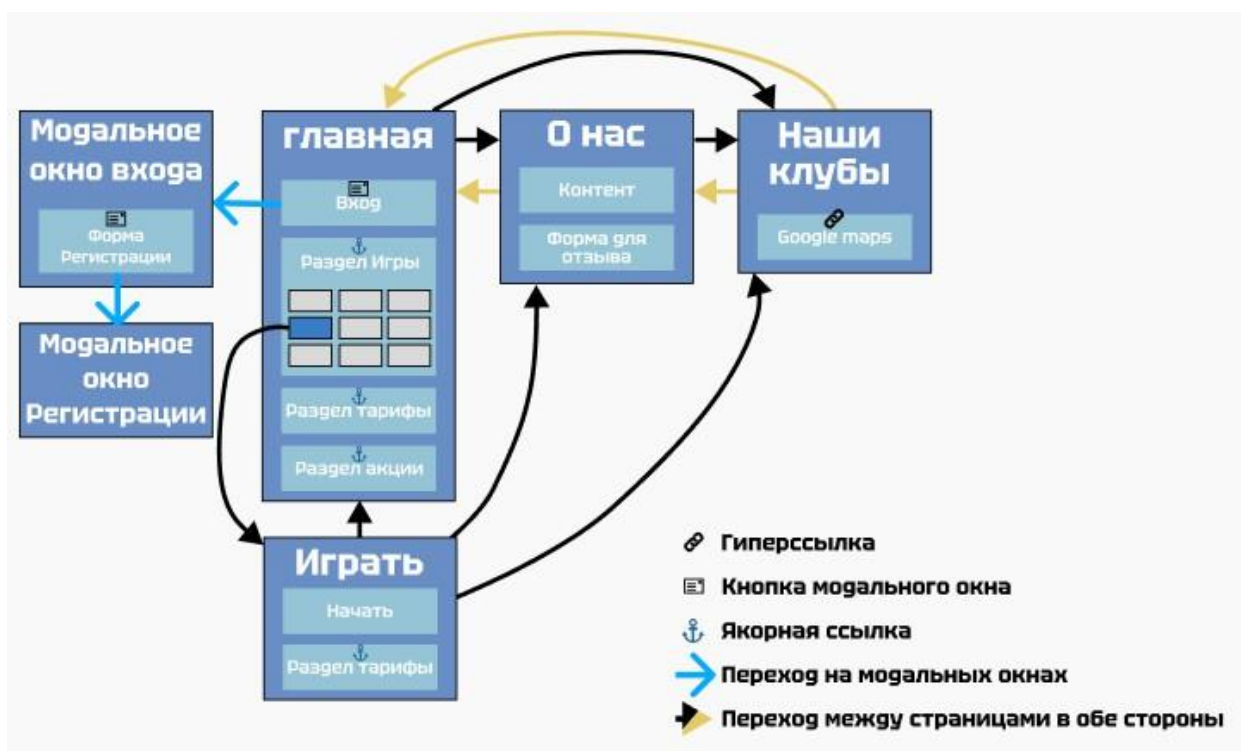 Модальное
окно входа
Форма
Регистрации
Модальное
окно
Регистрации
главная
Вход
Раздел Игры
Раздел тарифы
Раздел акции
О нас
Контент
Форма для
отзыва
Наши
клубы
Google maps
Играть
Начать
Раздел тарифы
Гиперссылка
Кнопка модального окна
Якорная ссылка
Переход на модальных окнах
Переход между страницами в обе стороны